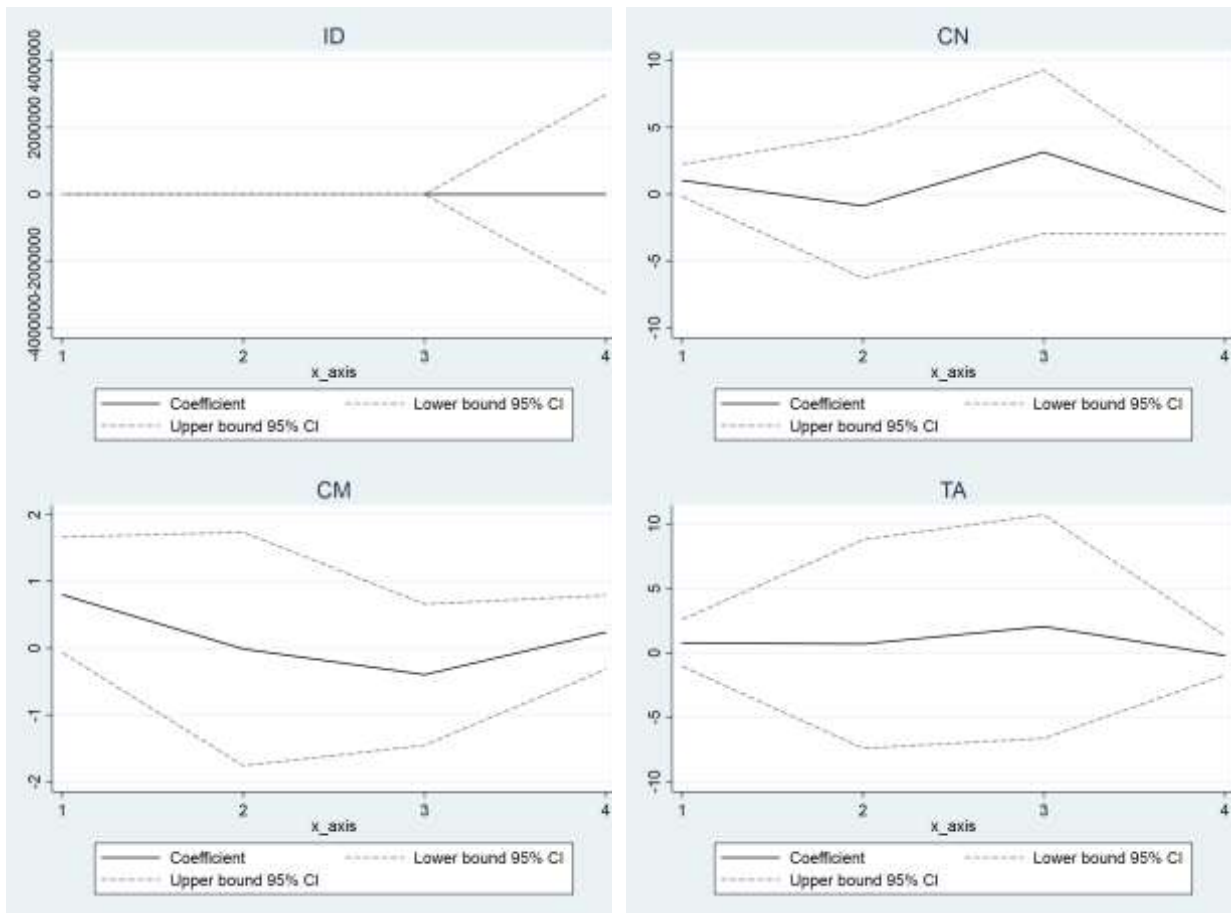 ID
4000000
2000000
0
-2000000
-4000000
1
2
3
4
x_axis
Coefficient
Lower bound 95% CI
Upper bound 95% CI
CN
10
5
0
-5
-10
1
2
3
4
x_axis
Coefficient
Lower bound 95% CI
Upper bound 95% CI
CM
2
1
0
-1
-2
1
2
3
4
x_axis
Coefficient
Lower bound 95% CI
Upper bound 95% CI
TA
10
5
0
-5
-10
1
2
3
4
x_axis
Coefficient
Lower bound 95% CI
Upper bound 95% CI